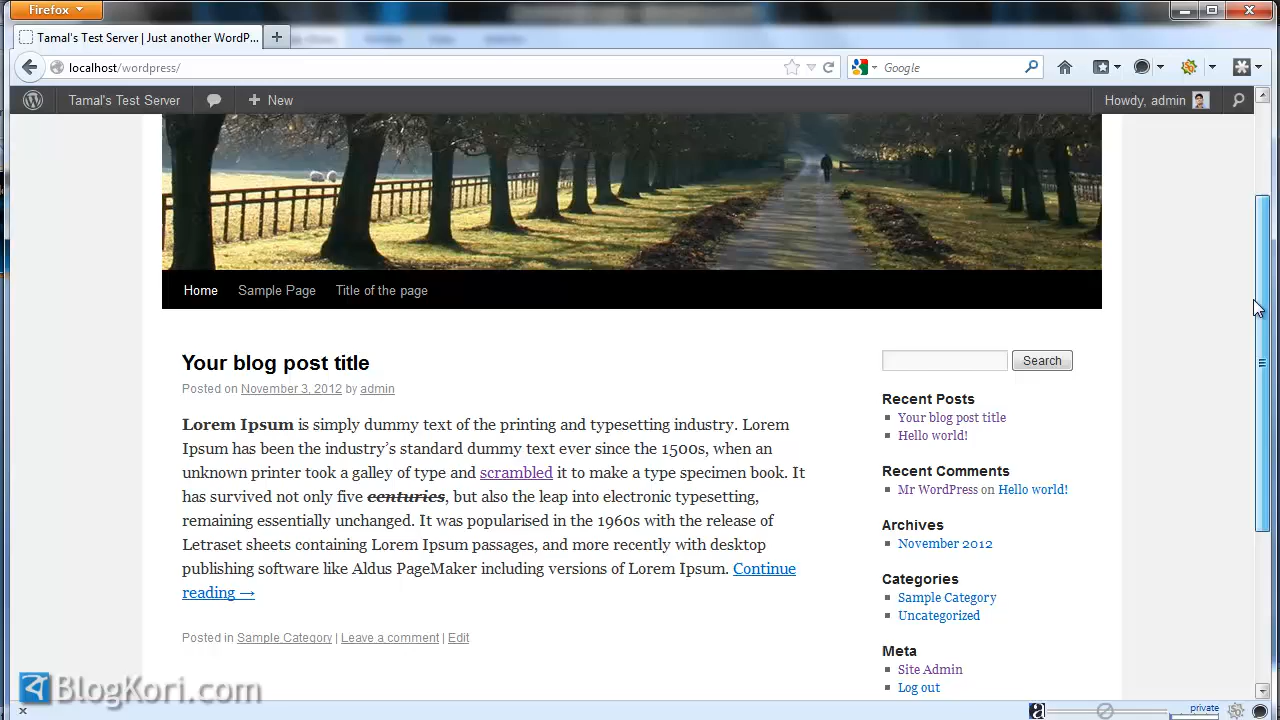 Firefox
Tamal's Test Server | Just another WordP...
localhost/wordpress/
Google
Tamal's Test Server
New
Howdy, admin
Home
Sample Page
Title of the page
Your blog post title
Posted on November 3, 2012 by admin
Lorem Ipsum is simply dummy text of the printing and typesetting industry. Lorem
Ipsum has been the industry’s standard dummy text ever since the 1500s, when an
unknown printer took a galley of type and scrambled it to make a type specimen book. It
has survived not only five centuries, but also the leap into electronic typesetting,
remaining essentially unchanged. It was popularised in the 1960s with the release of
Letraset sheets containing Lorem Ipsum passages, and more recently with desktop
publishing software like Aldus PageMaker including versions of Lorem Ipsum. Continue
reading →
Posted in Sample Category | Leave a comment | Edit
Search
Recent Posts
Your blog post title
Hello world!
Recent Comments
Mr WordPress on Hello world!
Archives
November 2012
Categories
Sample Category
Uncategorized
Meta
Site Admin
Log out
BlogKori.com
private